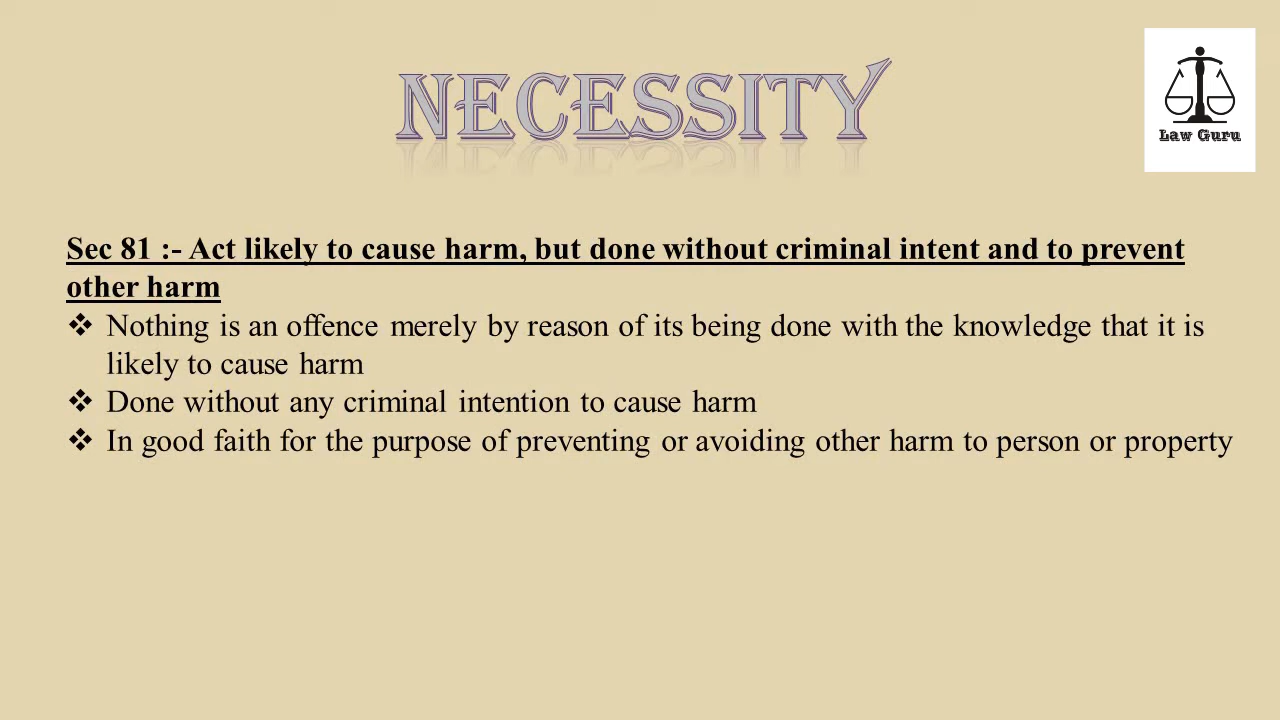 NECESSITY
Law Guru
Sec 81 :- Act likely to cause harm, but done without criminal intent and to prevent
other harm
❖ Nothing is an offence merely by reason of its being done with the knowledge that it is
likely to cause harm
❖ Done without any criminal intention to cause harm
❖ In good faith for the purpose of preventing or avoiding other harm to person or property